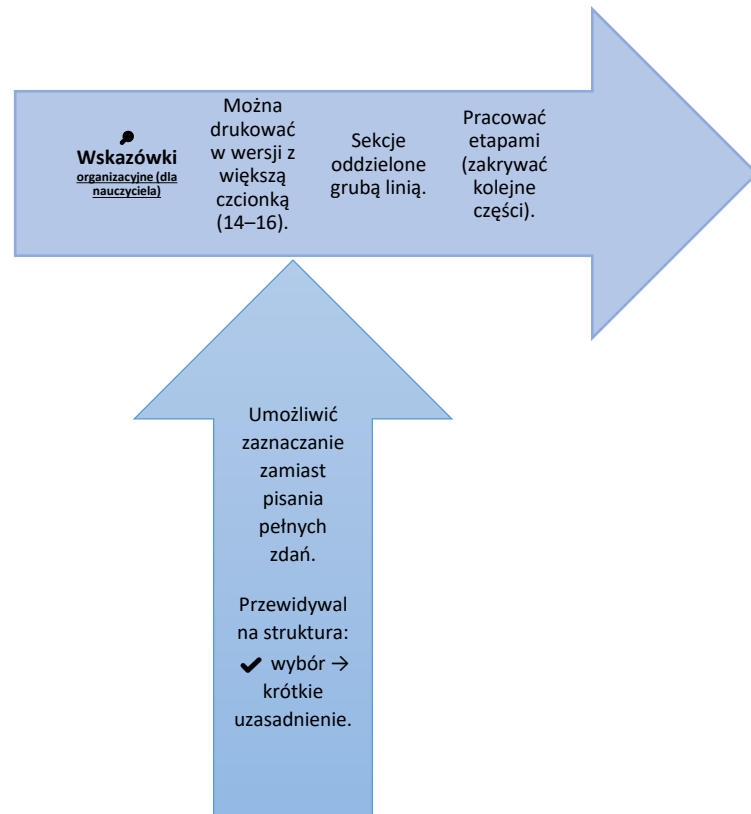 Wskazówki
organizacyjne (dla
nauczyciela)
Można
drukować
w wersji z
większą
czcionką
(14–16).
Sekcje
oddzielone
grubą linią.
Pracować
etapami
(zakrywać
kolejne
części).
Umożliwić
zaznaczanie
zamiast
pisania
pełnych
zdań.
Przewidywal
na struktura:
✔ wybór →
krótkie
uzasadnienie.